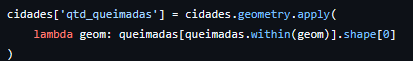 cidades['qtd_queimadas'] = cidades.geometry.apply(
    lambda geom: queimadas[queimadas.within(geom)].shape[0]
)